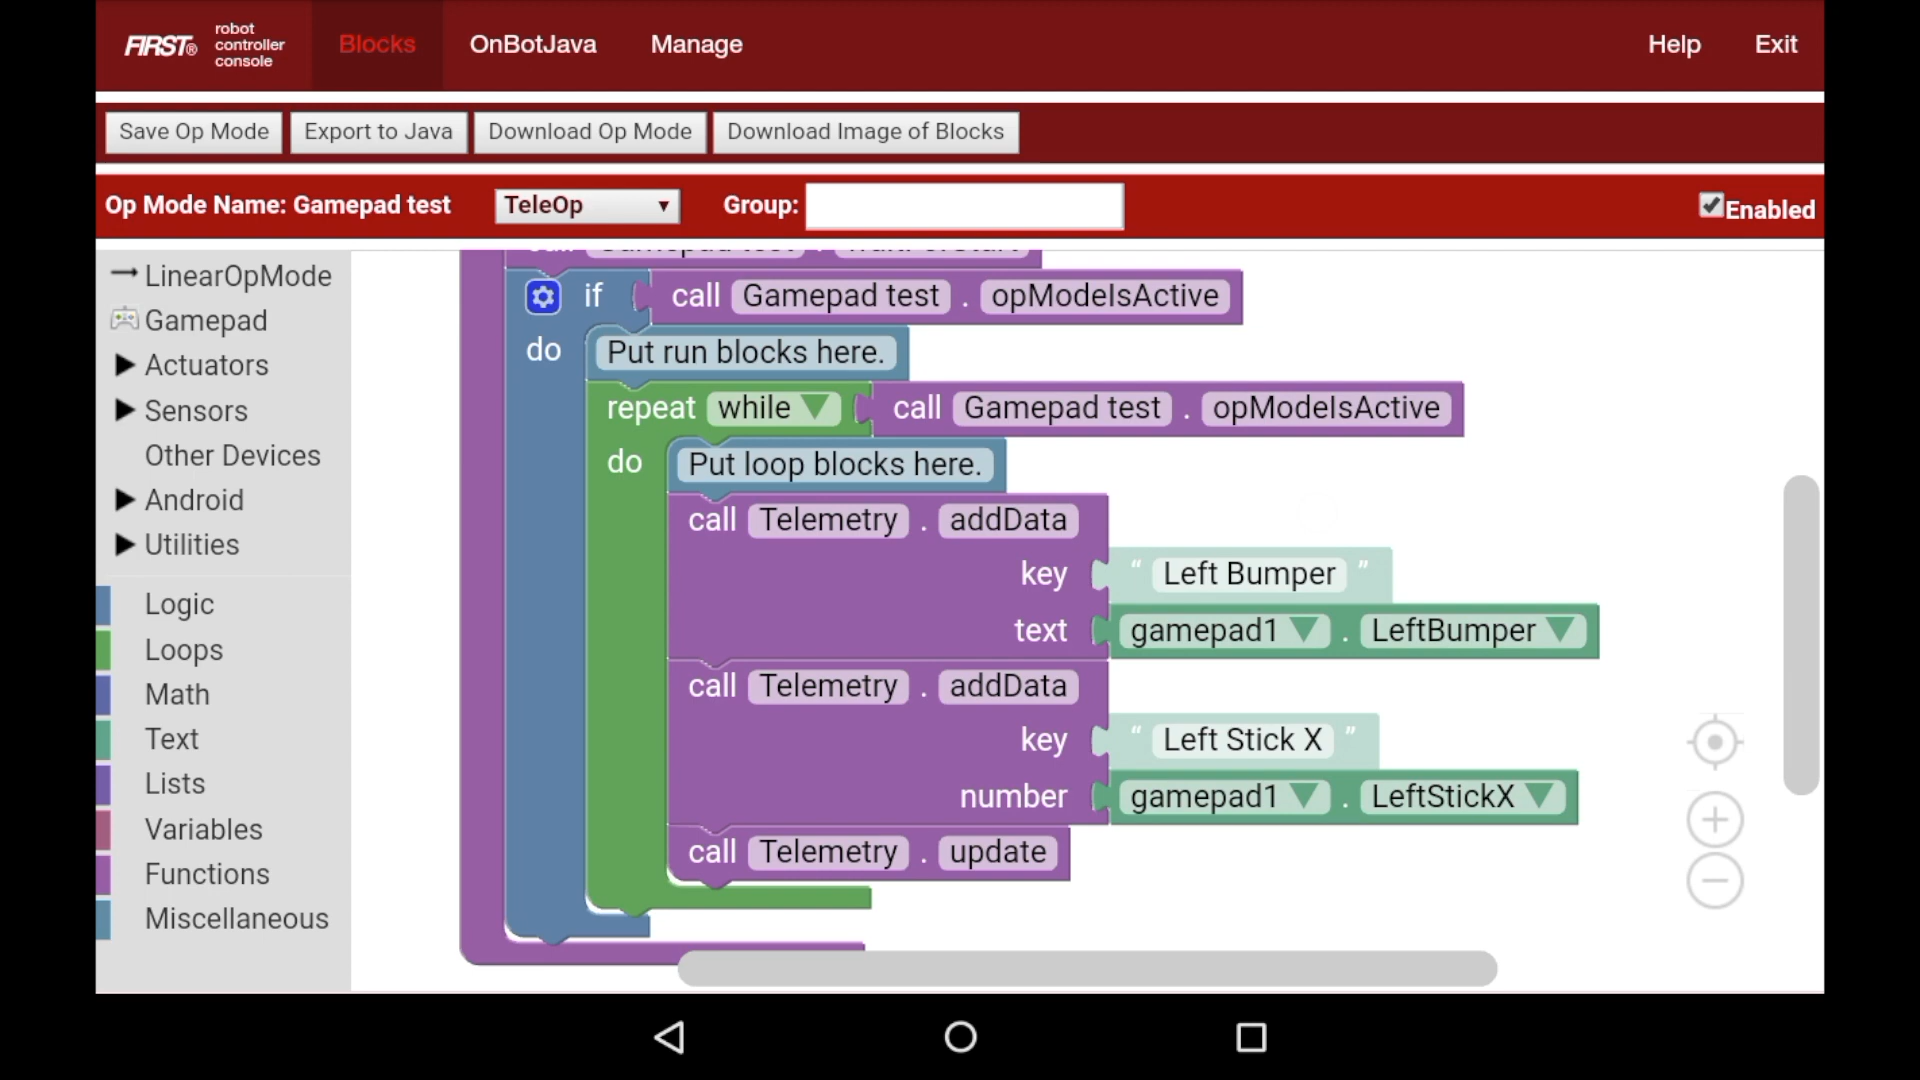 FIRST® robot controller console Blocks OnBotJava Manage Help Exit
Save Op Mode Export to Java Download Op Mode Download Image of Blocks
Op Mode Name: Gamepad test TeleOp Group: Enabled
LinearOpMode
Gamepad
Actuators
Sensors
Other Devices
Android
Utilities
Logic
Loops
Math
Text
Lists
Variables
Functions
Miscellaneous
if call Gamepad test . opModeIsActive
do Put run blocks here.
repeat while call Gamepad test . opModeIsActive
do Put loop blocks here.
call Telemetry . addData
key “ Left Bumper ”
text gamepad1 . LeftBumper
call Telemetry . addData
key “ Left Stick X ”
number gamepad1 . LeftStickX
call Telemetry . update